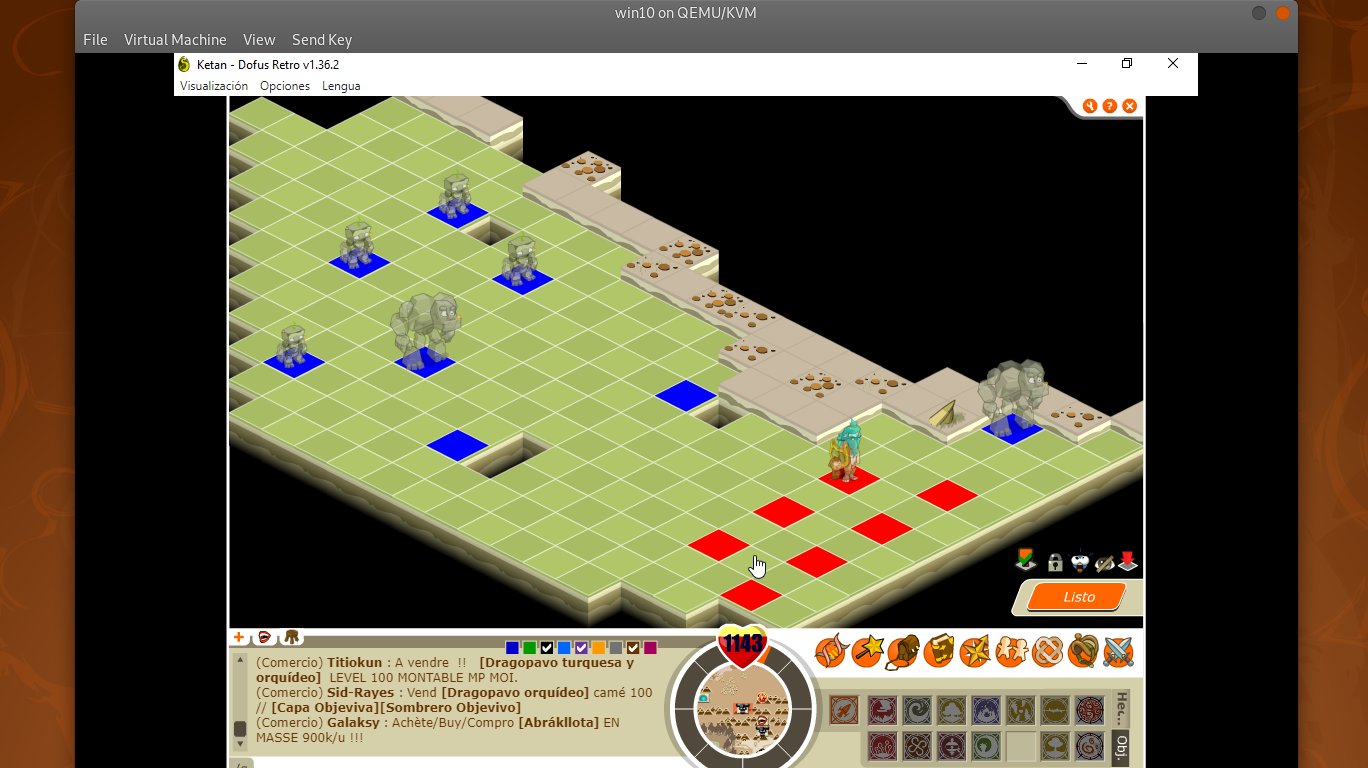 win10 on QEMU/KVM
File Virtual Machine View Send Key
Ketan - Dofus Retro v1.36.2
Visualización Opciones Lengua
Listo
1143
(Comercio) Titiokun : A vendre !! [Dragopavo turquesa y
orquídeo] LEVEL 100 MONTABLE MP MOI.
(Comercio) Sid-Rayes : Vend [Dragopavo orquídeo] camé 100
// [Capa Objeviva][Sombrero Objevivo]
(Comercio) Galaksy : Achète/Buy/Compro [Abrákllota] EN
MASSE 900k/u !!!
Hec...
Obj.